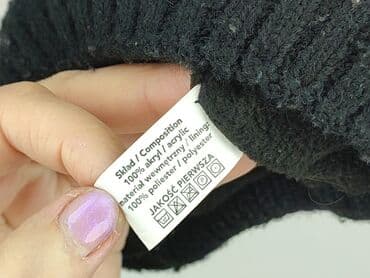 Skład / Composition
100% akryl / acrylic
materiał wewnętrzny / lining:
100% poliester / polyester
JAKOŚĆ PIERWSZA